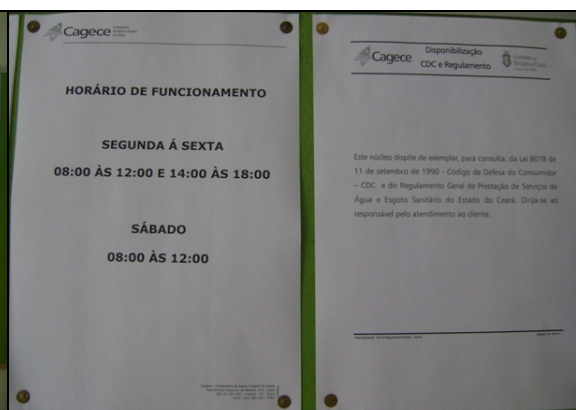 Cagece
HORÁRIO DE FUNCIONAMENTO
SEGUNDA Á SEXTA
08:00 ÀS 12:00 E 14:00 ÀS 18:00
SÁBADO
08:00 ÀS 12:00
Cagece
Disponibilização
CDC e Regulamento
Este núcleo dispõe de exemplar, para consulta, da Lei 8078 de
11 de setembro de 1990 - Código de Defesa do Consumidor
– CDC e do Regulamento Geral de Prestação de Serviços de
Água e Esgoto Sanitário do Estado do Ceará. Dirija-se ao
responsável pelo atendimento ao cliente.